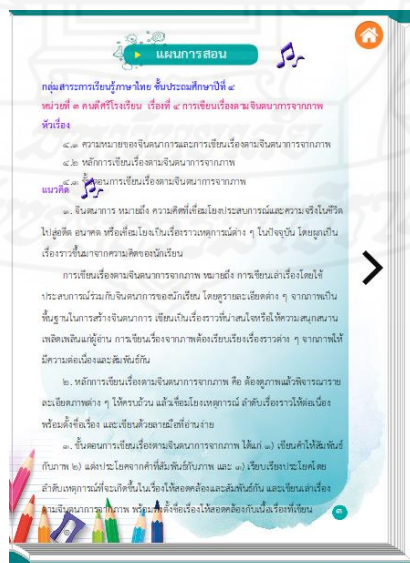 แผนการสอน
กลุ่มสาระการเรียนรู้ภาษาไทย ชั้นประถมศึกษาปีที่ ๔
หน่วยที่ ๓ คนดีศรีโรงเรียน เรื่องที่ ๔ การเขียนเรื่องตามจินตนาการจากภาพ
หัวเรื่อง
๔.๑ ความหมายของจินตนาการและการเขียนเรื่องตามจินตนาการจากภาพ
๔.๒ หลักการเขียนเรื่องตามจินตนาการจากภาพ
๔.๓ ขั้นตอนการเขียนเรื่องตามจินตนาการจากภาพ
แนวคิด
๑. จินตนาการ หมายถึง ความคิดที่เชื่อมโยงประสบการณ์และความจริงในชีวิต
ไปสู่อดีต อนาคต หรือเชื่อมโยงเป็นเรื่องราวเหตุการณ์ต่าง ๆ ในปัจจุบัน โดยผูกเป็น
เรื่องราวขึ้นมาจากความคิดของนักเรียน
การเขียนเรื่องตามจินตนาการจากภาพ หมายถึง การเขียนเล่าเรื่องโดยใช้
ประสบการณ์ร่วมกับจินตนาการของนักเรียน โดยดูรายละเอียดต่าง ๆ จากภาพเป็น
พื้นฐานในการสร้างจินตนาการ เขียนเป็นเรื่องราวที่น่าสนใจหรือให้ความสนุกสนาน
เพลิดเพลินแก่ผู้อ่าน การเขียนเรื่องจากภาพต้องเรียบเรียงเรื่องราวต่าง ๆ จากภาพให้
มีความต่อเนื่องและสัมพันธ์กัน
๒. หลักการเขียนเรื่องตามจินตนาการจากภาพ คือ ต้องดูภาพแล้วพิจารณาราย
ละเอียดภาพต่าง ๆ ให้ครบถ้วน แล้วเชื่อมโยงเหตุการณ์ ลำดับเรื่องราวให้ต่อเนื่อง
พร้อมตั้งชื่อเรื่อง และเขียนด้วยลายมือที่อ่านง่าย
๓. ขั้นตอนการเขียนเรื่องตามจินตนาการจากภาพ ได้แก่ ๑) เขียนคำให้สัมพันธ์
กับภาพ ๒) แต่งประโยคจากคำที่สัมพันธ์กับภาพ และ ๓) เรียบเรียงประโยคโดย
ลำดับเหตุการณ์ที่จะเกิดขึ้นในเรื่องให้สอดคล้องและสัมพันธ์กัน และเขียนเล่าเรื่อง
ตามจินตนาการจากภาพ พร้อมทั้งตั้งชื่อเรื่องให้สอดคล้องกับเนื้อเรื่องที่เขียน
๓